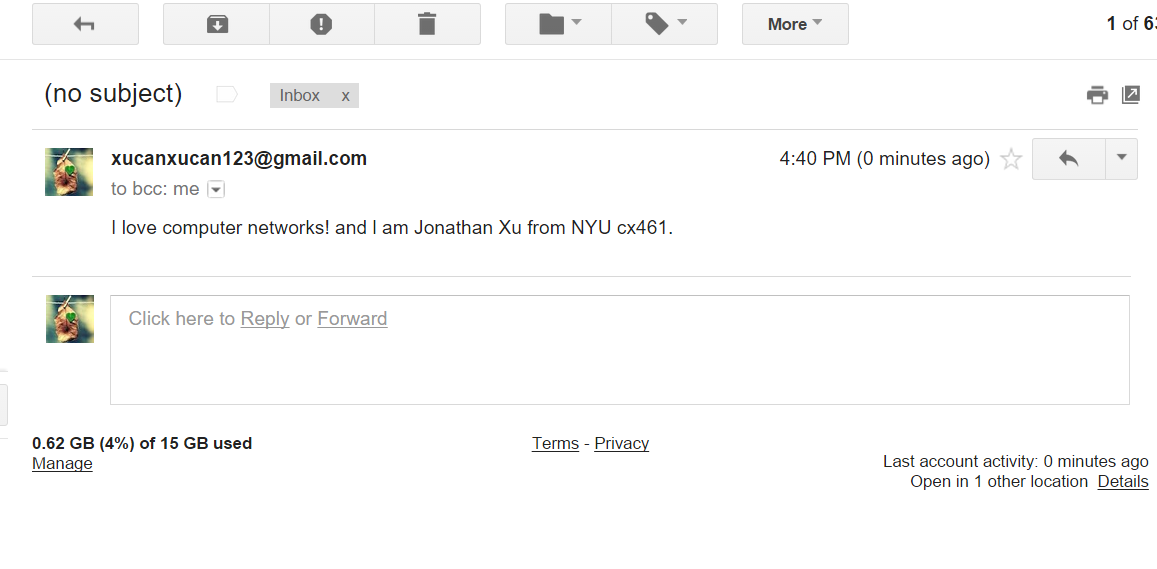 More
1 of 63
(no subject)
Inbox x
xucanxucan123@gmail.com
4:40 PM (0 minutes ago)
to bcc: me
I love computer networks! and I am Jonathan Xu from NYU cx461.
Click here to Reply or Forward
0.62 GB (4%) of 15 GB used
Manage
Terms - Privacy
Last account activity: 0 minutes ago
Open in 1 other location Details